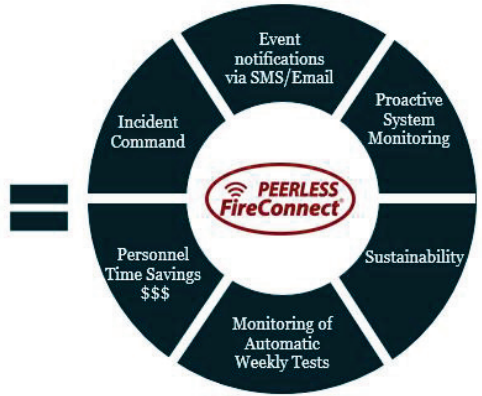 Event
notifications
via SMS/Email
Proactive
System
Monitoring
Sustainability
Monitoring of
Automatic
Weekly Tests
Personnel
Time Savings
$$$
Incident
Command
PEERLESS
FireConnect®